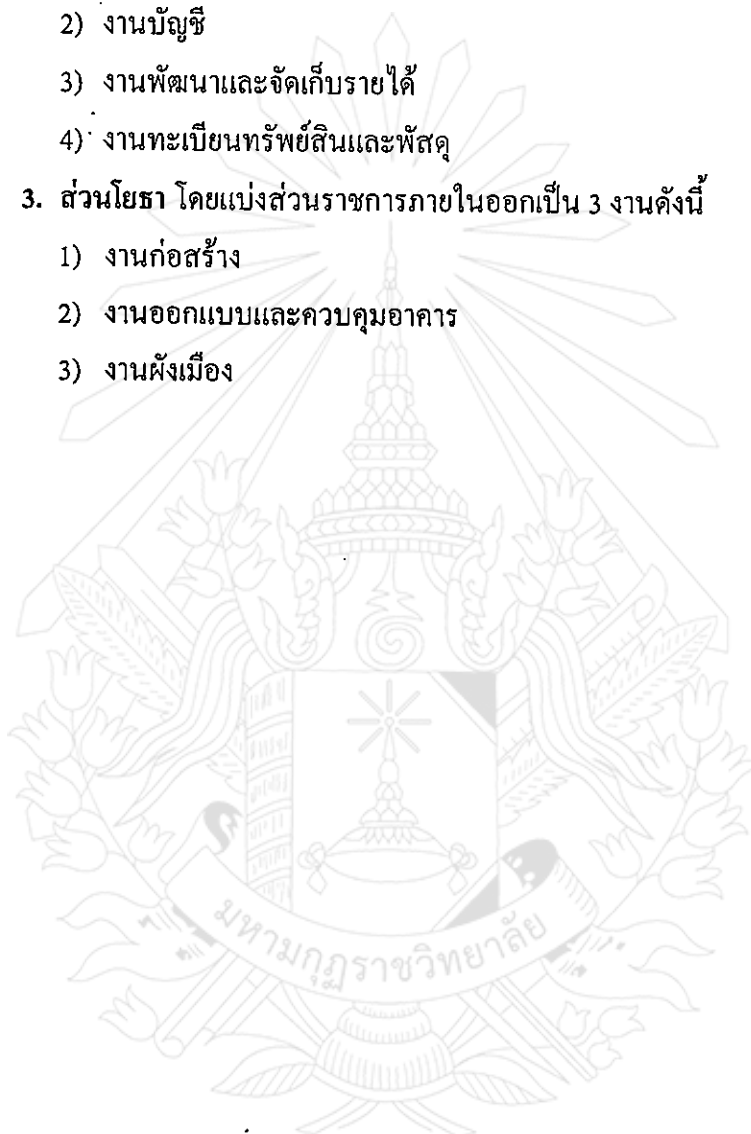 2) งานบัญชี
3) งานพัฒนาและจัดเก็บรายได้
4) งานทะเบียนทรัพย์สินและพัสดุ
3. ส่วนโยธา โดยแบ่งส่วนราชการภายในออกเป็น 3 งานดังนี้
1) งานก่อสร้าง
2) งานออกแบบและควบคุมอาคาร
3) งานผังเมือง
มหามกุฏราชวิทยาลัย